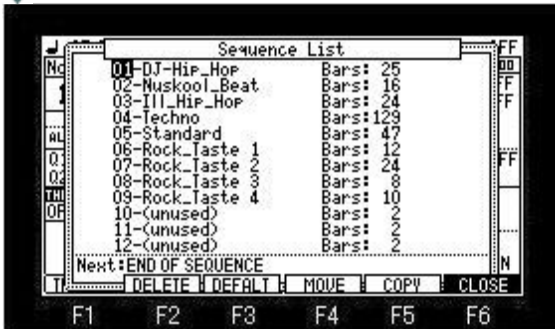 Sequence List
01-DJ-Hip_Hop Bars: 25
02-Nuskool_Beat Bars: 16
03-Ill_Hip_Hop Bars: 24
04-Techno Bars:129
05-Standard Bars: 47
06-Rock_Taste 1 Bars: 12
07-Rock_Taste 2 Bars: 24
08-Rock_Taste 3 Bars: 8
09-Rock_Taste 4 Bars: 10
10-(unused) Bars: 2
11-(unused) Bars: 2
12-(unused) Bars: 2
Next:END OF SEQUENCE
DELETE DEFALT MOVE COPY CLOSE
F1 F2 F3 F4 F5 F6